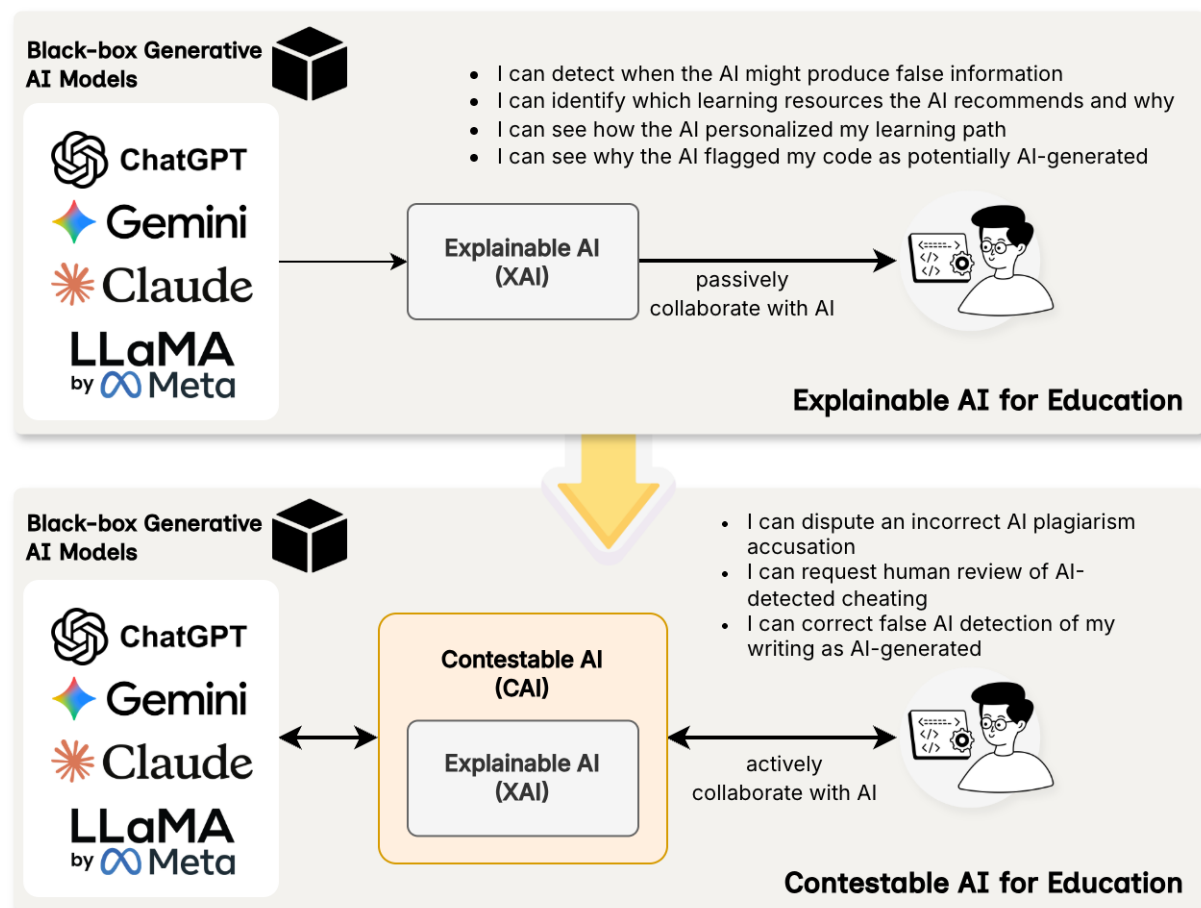 Black-box Generative
AI Models
ChatGPT
Gemini
Claude
LLaMA
by Meta
• I can detect when the AI might produce false information
• I can identify which learning resources the AI recommends and why
• I can see how the AI personalized my learning path
• I can see why the AI flagged my code as potentially AI-generated
Explainable AI
(XAI)
passively
collaborate with AI
<----- >
</>
</>
Explainable AI for Education
Black-box Generative
AI Models
ChatGPT
Gemini
Claude
LLaMA
by Meta
• I can dispute an incorrect AI plagiarism
accusation
• I can request human review of AI-
detected cheating
• I can correct false AI detection of my
writing as AI-generated
Contestable AI
(CAI)
Explainable AI
(XAI)
actively
collaborate with AI
<----- >
</>
</>
Contestable AI for Education